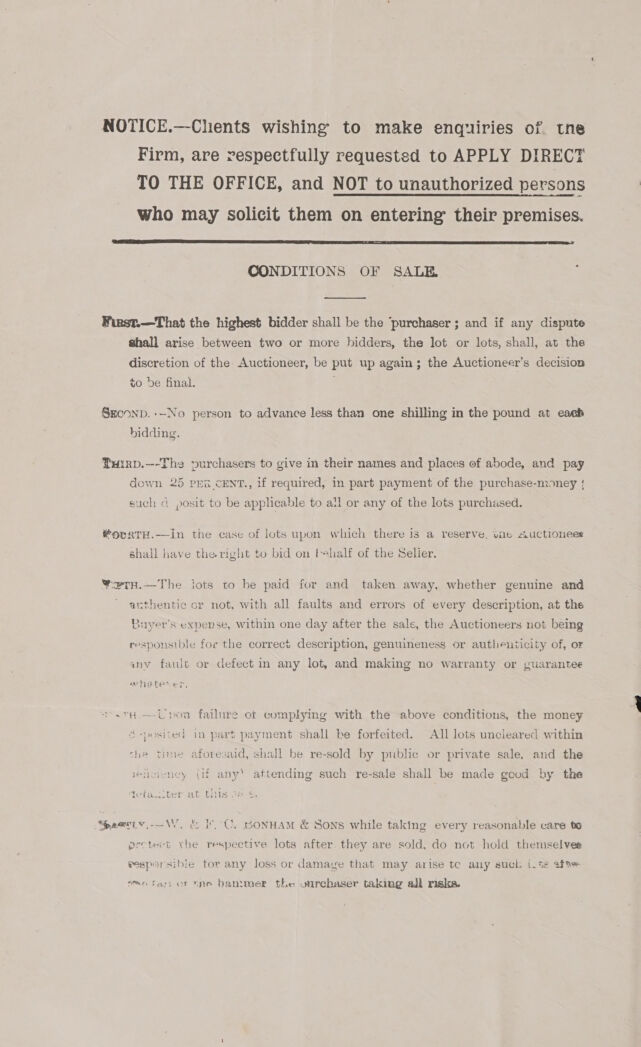 NOTICE.—Clients wishing to make enquiries of the
Firm, are respectfully requested to APPLY DIRECT
TO THE OFFICE, and NOT to unauthorized persons
who may solicit them on entering their premises.
CONDITIONS OF SALE.
FIRST.—That the highest bidder shall be the purchaser; and if any dispute
shall arise between two or more bidders, the lot or lots, shall, at the
discretion of the Auctioneer, be put up again; the Auctioneer's decision
to be final.
SECOND.—No person to advance less than one shilling in the pound at each
bidding.
THIRD.—The purchasers to give in their names and places of abode, and pay
down 25 PER CENT., if required, in part payment of the purchase-money;
such deposit to be applicable to all or any of the lots purchased.
FOURTH.—In the case of lots upon which there is a reserve, the Auctioneer
shall have the right to bid on behalf of the Seller.
FIFTH.—The lots to be paid for and taken away, whether genuine and
authentic or not, with all faults and errors of every description, at the
Buyer's expense, within one day after the sale, the Auctioneers not being
responsible for the correct description, genuineness or authenticity of, or
any fault or defect in any lot, and making no warranty or guarantee
whatever.
SIXTH.—Upon failure of complying with the above conditions, the money
deposited in part payment shall be forfeited. All lots uncleared within
the time aforesaid, shall be re-sold by public or private sale, and the
deficiency (if any) attending such re-sale shall be made good by the
defaulter at this sale.
LASTLY.—W. & F. C. BONHAM & SONS while taking every reasonable care to
protect the respective lots after they are sold, do not hold themselves
responsible for any loss or damage that may arise to any such lots after
the fall of the hammer the purchaser taking all risks.